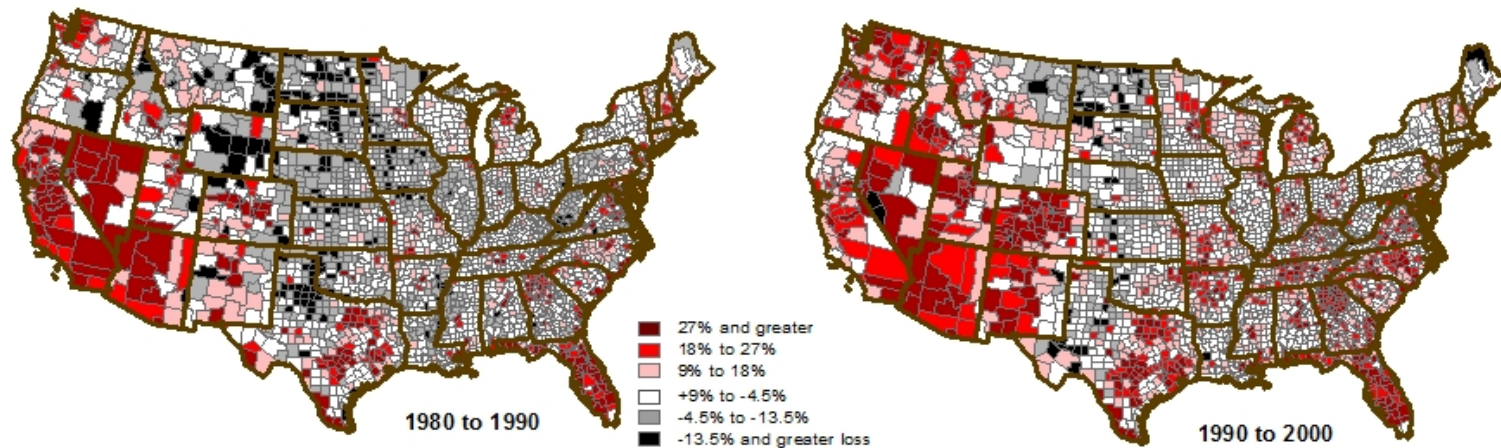 27% and greater
18% to 27%
9% to 18%
+9% to -4.5%
-4.5% to -13.5%
-13.5% and greater loss
1980 to 1990
1990 to 2000